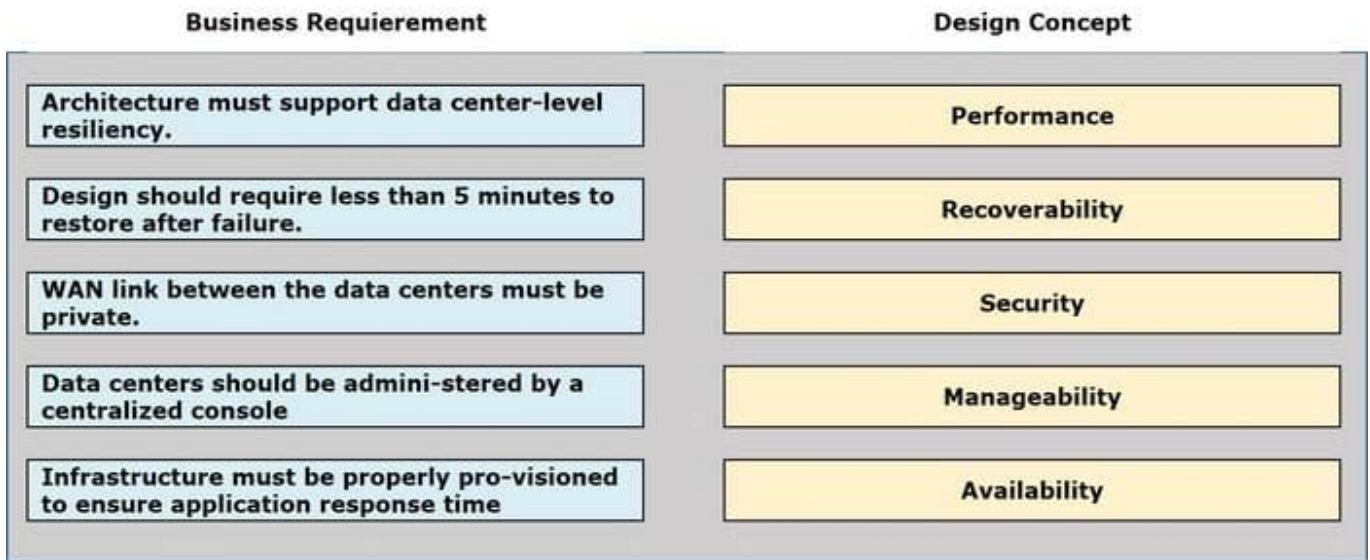 Business Requierement
Design Concept
Architecture must support data center-level
resiliency.
Performance
Design should require less than 5 minutes to
restore after failure.
Recoverability
WAN link between the data centers must be
private.
Security
Data centers should be admini-stered by a
centralized console
Manageability
Infrastructure must be properly pro-visioned
to ensure application response time
Availability